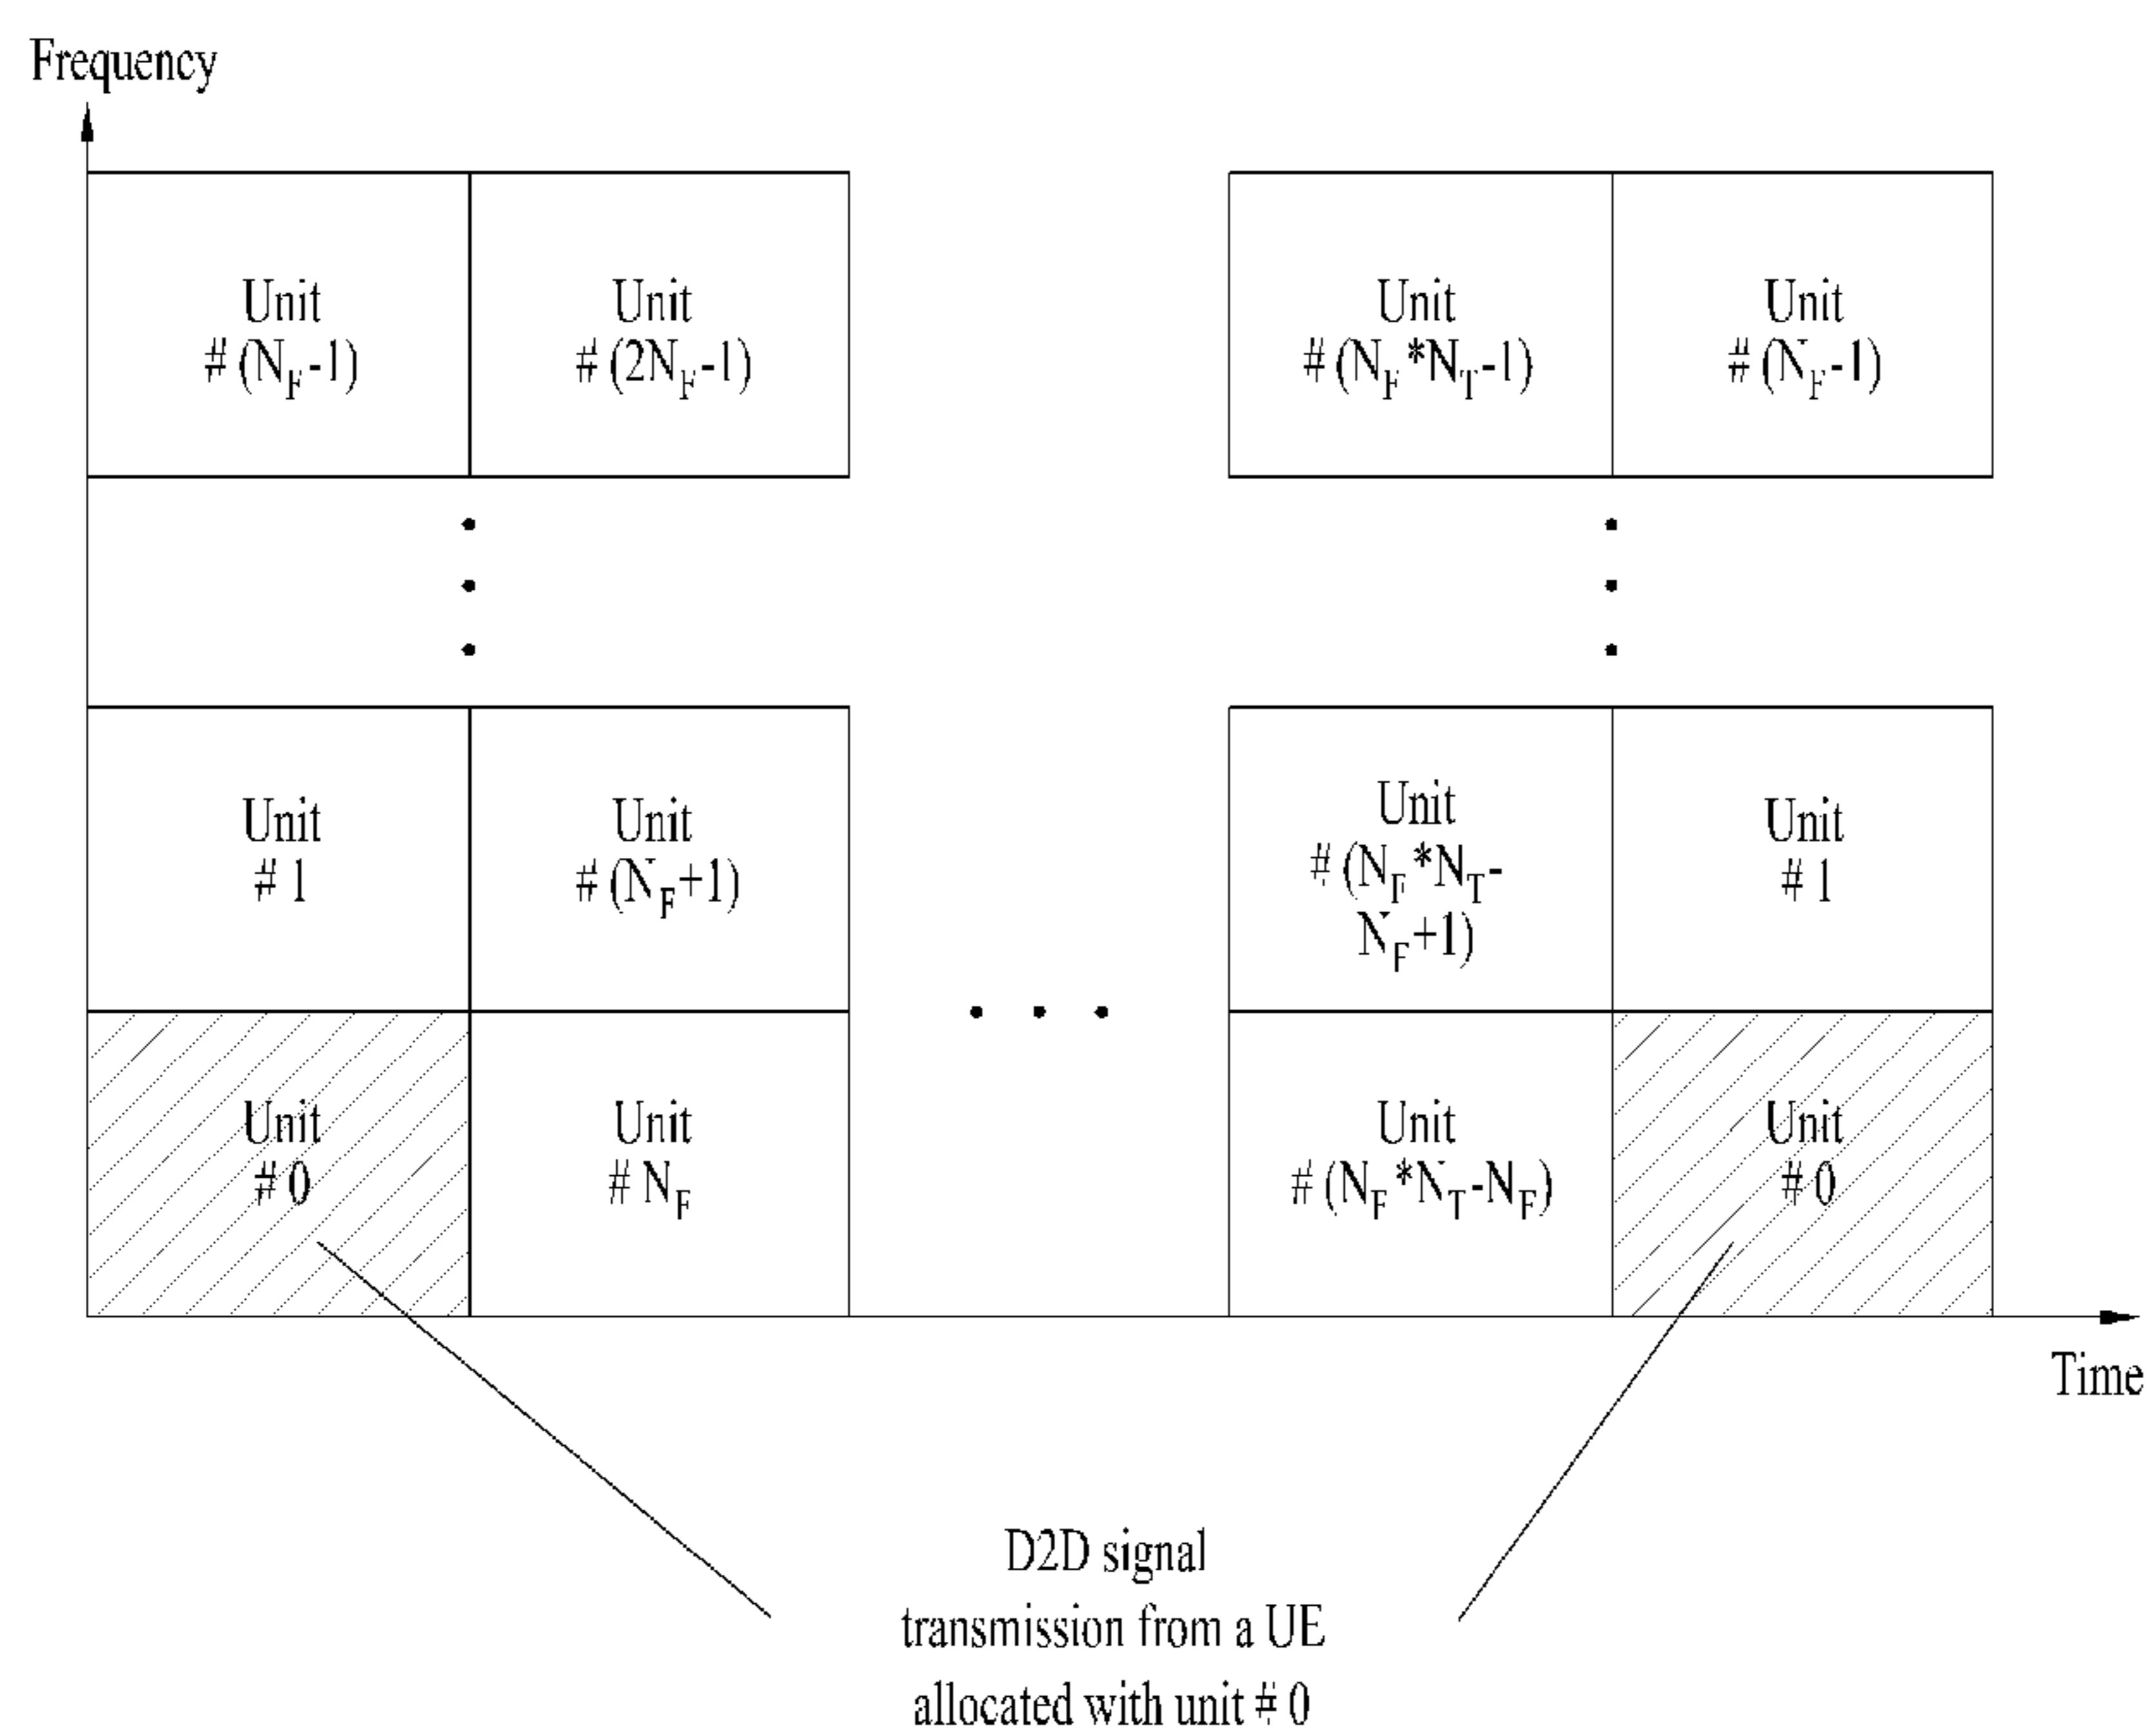 Frequency
Unit
# (N_F-1)
Unit
# (2N_F-1)
Unit
# (N_F*N_T-1)
Unit
# (N_F-1)
Unit
# 1
Unit
# (N_F+1)
Unit
# (N_F*N_T-
N_F+1)
Unit
# 1
Unit
# 0
Unit
# N_F
Unit
# (N_F*N_T-N_F)
Unit
# 0
Time
D2D signal
transmission from a UE
allocated with unit # 0